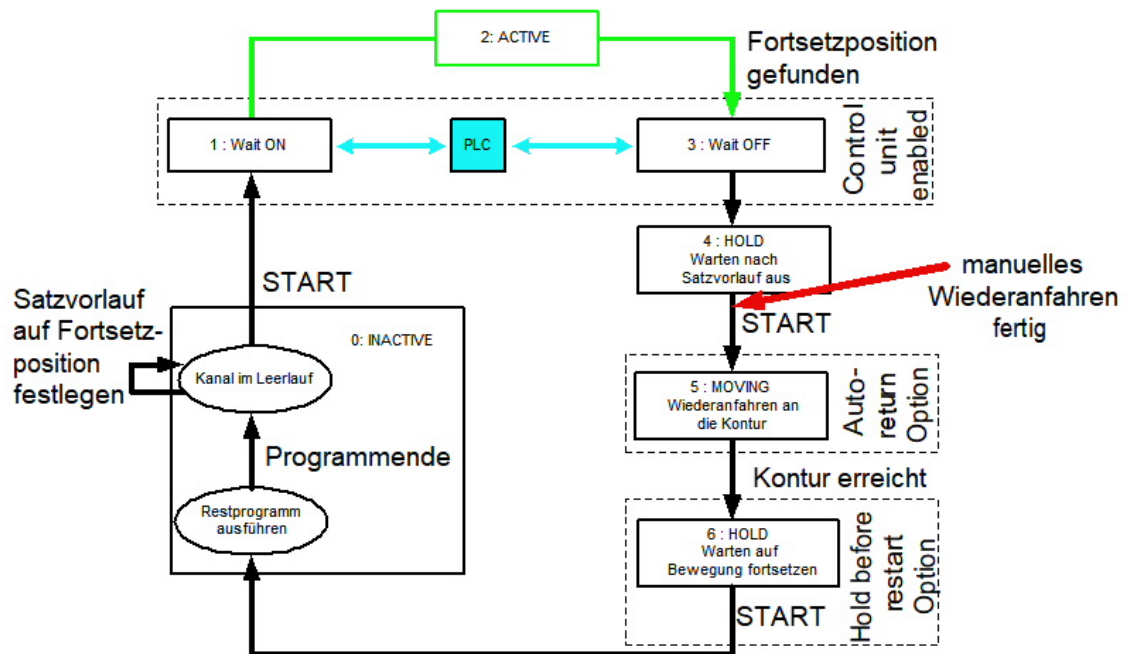 2: ACTIVE
Fortsetzposition
gefunden
1 : Wait ON
PLC
3 : Wait OFF
Control
unit
enabled
START
4 : HOLD
Warten nach
Satzvorlauf aus
manuelles
Wiederanfahren
fertig
START
Satzvorlauf
auf Fortsetz-
position
festlegen
0: INACTIVE
Kanal im Leerlauf
5 : MOVING
Wiederanfahren an
die Kontur
Auto-
return
Option
Programmende
Kontur erreicht
Restprogramm
ausführen
6 : HOLD
Warten auf
Bewegung fortsetzen
Hold before
restart
Option
START